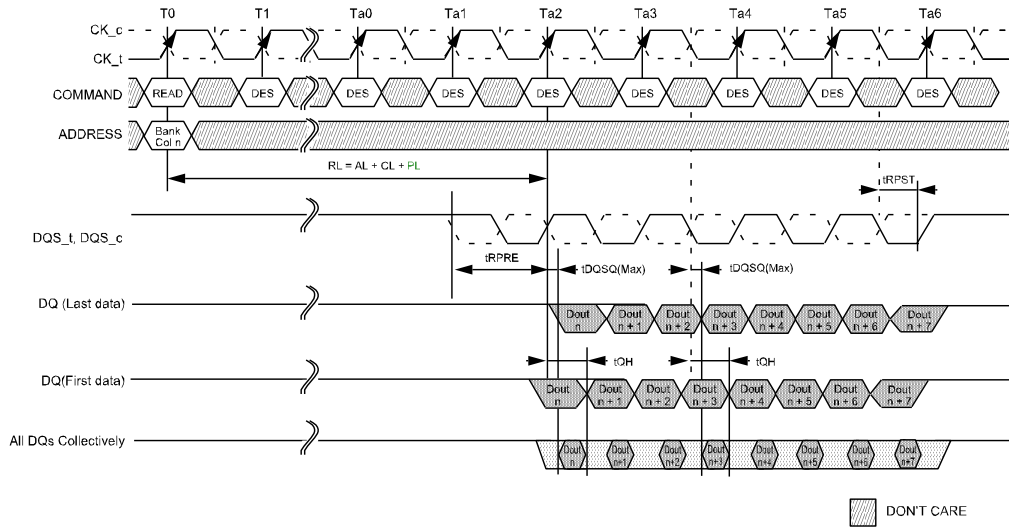 T0 T1 Ta0 Ta1 Ta2 Ta3 Ta4 Ta5 Ta6
CK_c
CK_t
COMMAND READ DES DES DES DES DES DES DES DES
ADDRESS Bank
Col n
RL = AL + CL + PL
tRPST
DQS_t, DQS_c
tRPRE tDQSQ(Max) tDQSQ(Max)
DQ (Last data) Dout Dout Dout Dout Dout Dout Dout Dout
n n + 1 n + 2 n + 3 n + 4 n + 5 n + 6 n + 7
tQH tQH
DQ(First data) Dout Dout Dout Dout Dout Dout Dout Dout
n n + 1 n + 2 n + 3 n + 4 n + 5 n + 6 n + 7
All DQs Collectively Dout Dout Dout Dout Dout Dout Dout Dout
n n+1 n+2 n+3 n+4 n+5 n+6 n+7
DON'T CARE